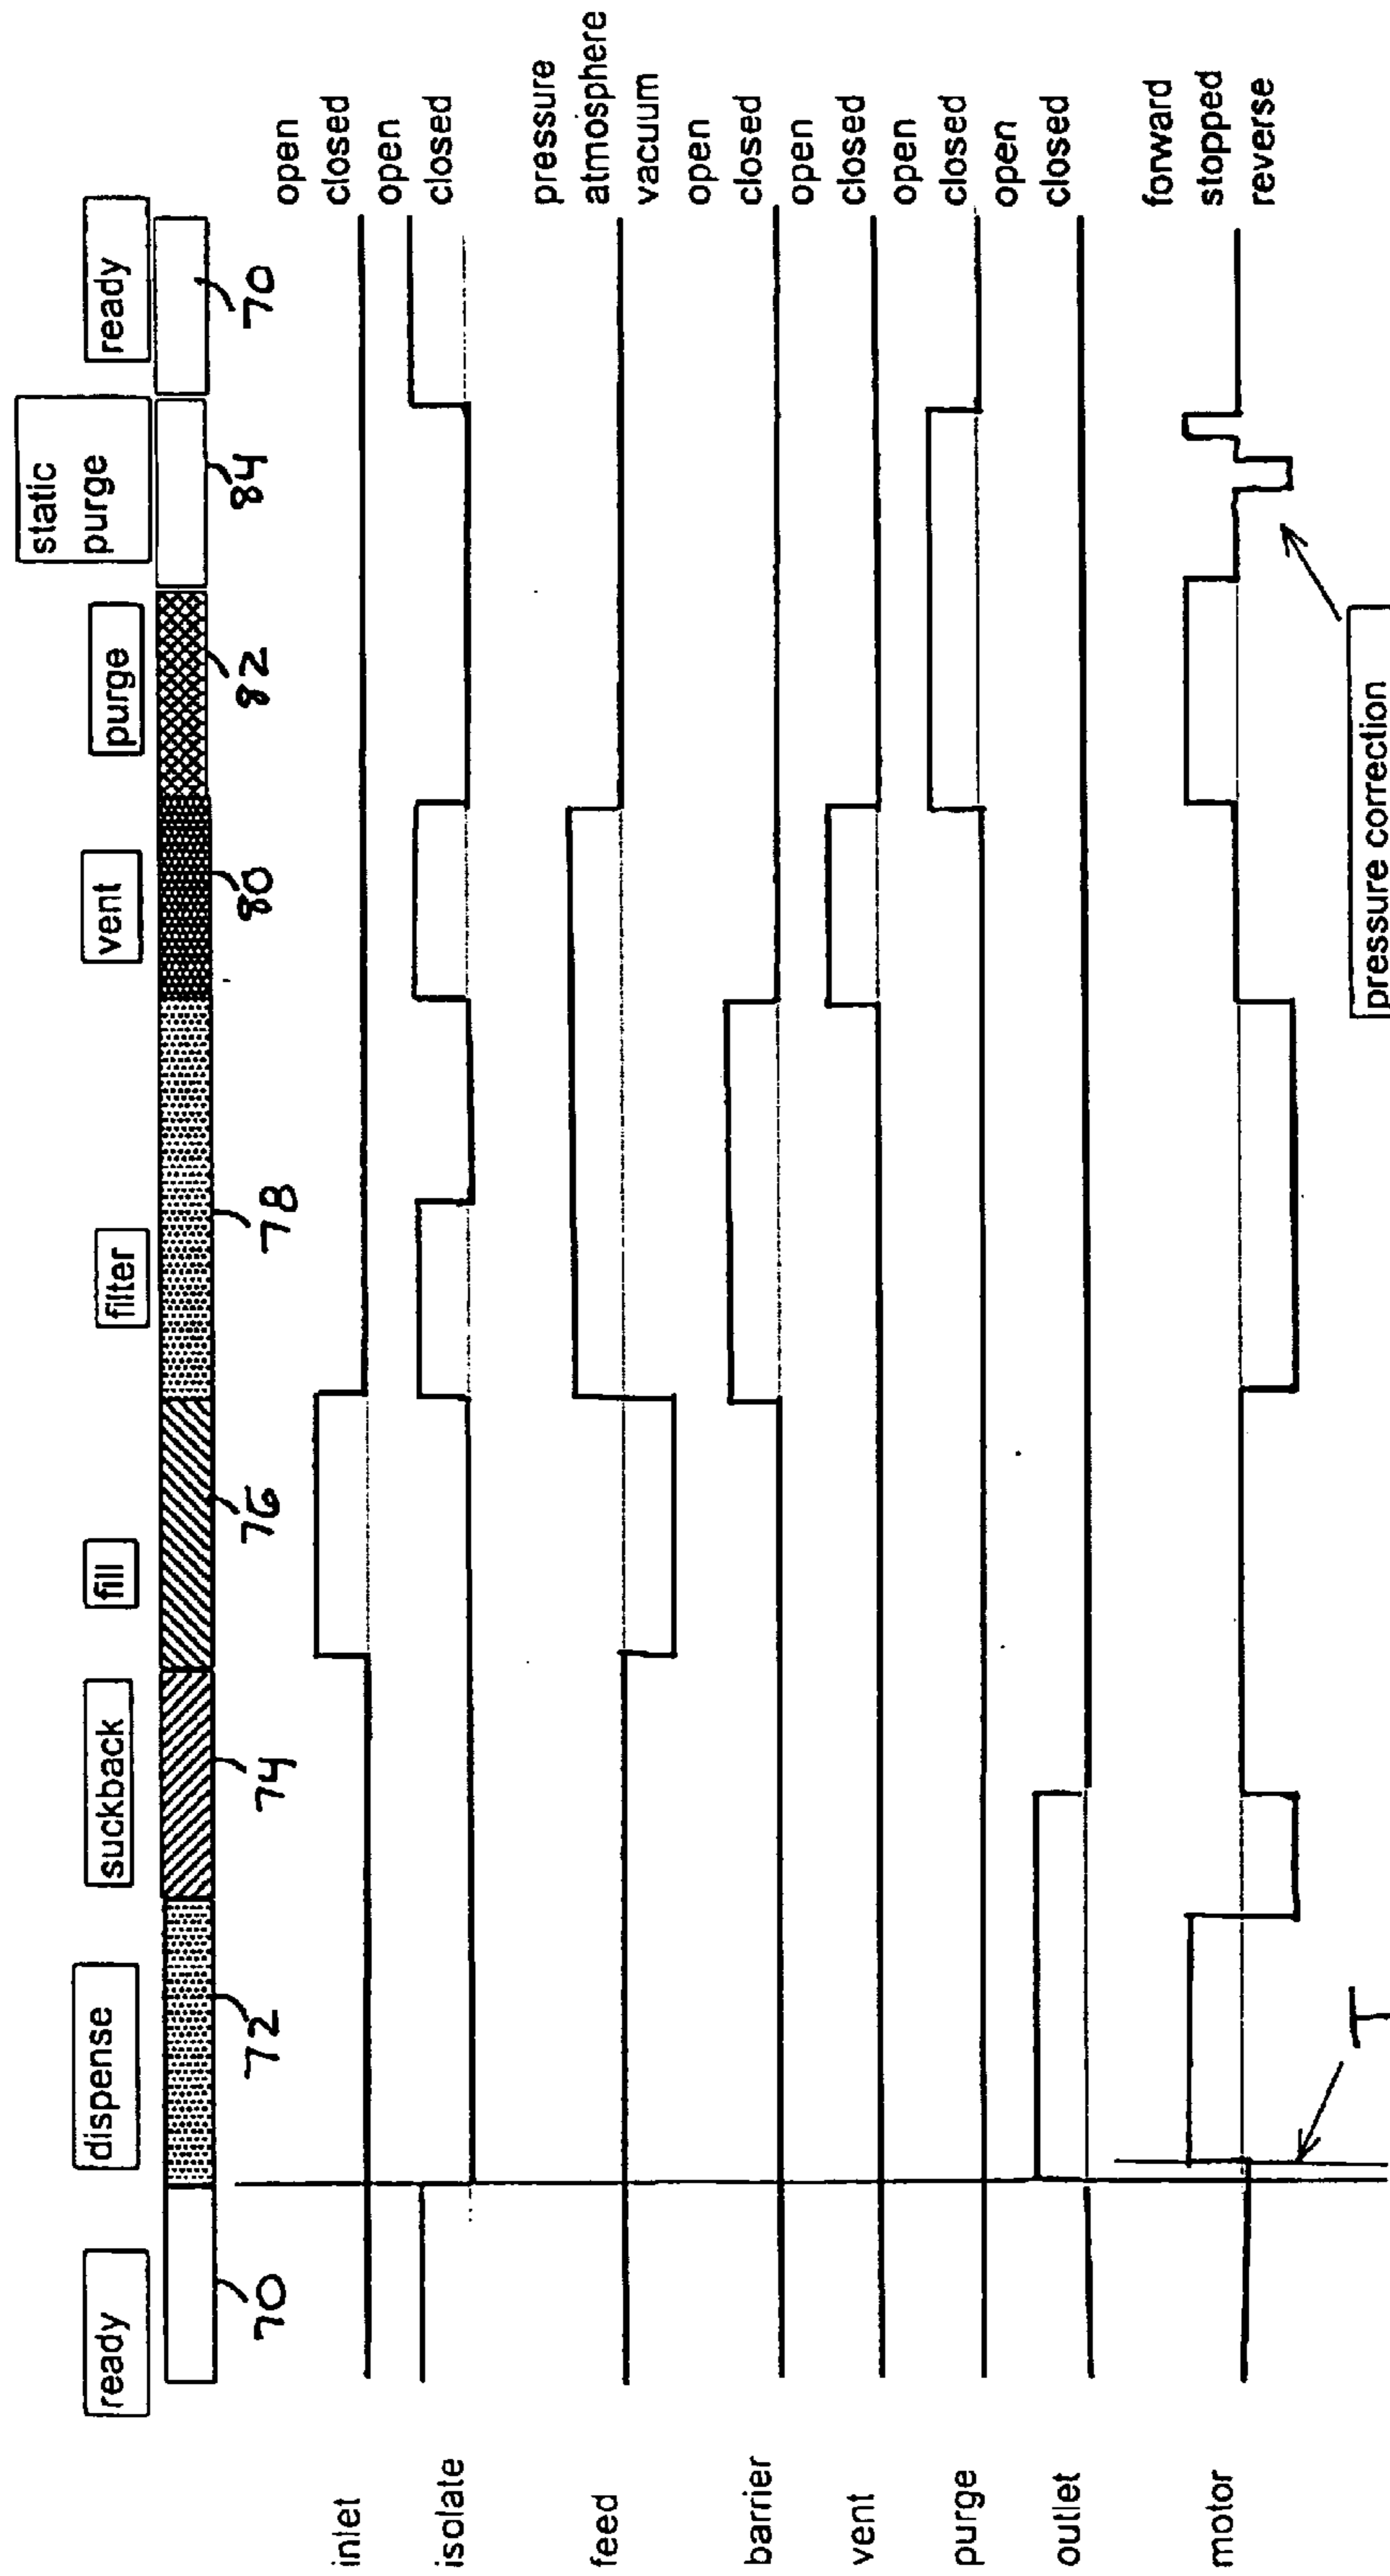 ready
dispense
suckback
fill
filter
vent
purge
static
purge
ready
70
72
74
76
78
80
82
84
70
inlet
open
closed
isolate
open
closed
feed
pressure
atmosphere
vacuum
barrier
open
closed
vent
open
closed
purge
open
closed
outlet
open
closed
motor
forward
stopped
reverse
T
pressure correction